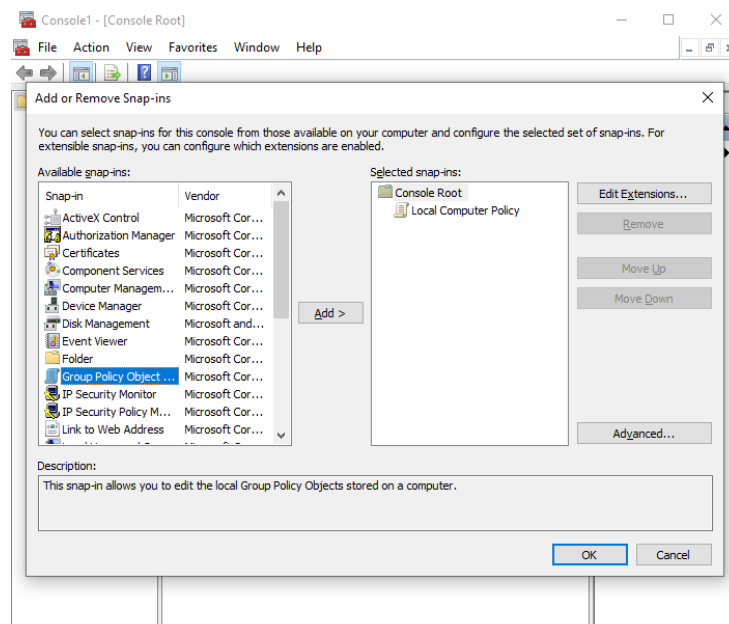 Console1 - [Console Root]
File Action View Favorites Window Help
Add or Remove Snap-ins
You can select snap-ins for this console from those available on your computer and configure the selected set of snap-ins. For
extensible snap-ins, you can configure which extensions are enabled.
Available snap-ins:
Selected snap-ins:
Snap-in Vendor
ActiveX Control Microsoft Cor...
Authorization Manager Microsoft Cor...
Certificates Microsoft Cor...
Component Services Microsoft Cor...
Computer Managem... Microsoft Cor...
Device Manager Microsoft Cor...
Disk Management Microsoft and...
Event Viewer Microsoft Cor...
Folder Microsoft Cor...
Group Policy Object ... Microsoft Cor...
IP Security Monitor Microsoft Cor...
IP Security Policy M... Microsoft Cor...
Link to Web Address Microsoft Cor...
Add >
Console Root
Local Computer Policy
Edit Extensions...
Remove
Move Up
Move Down
Advanced...
Description:
This snap-in allows you to edit the local Group Policy Objects stored on a computer.
OK Cancel